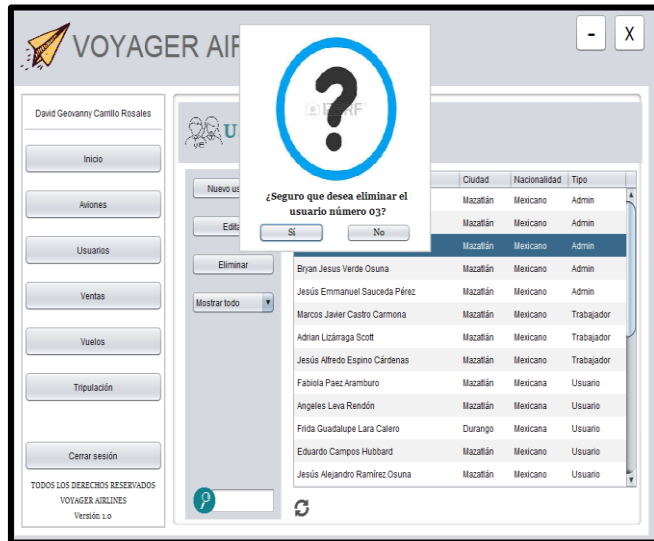 VOYAGER AIR
-
X
David Geovanny Carrillo Rosales
Inicio
Aviones
Usuarios
Ventas
Vuelos
Tripulación
Cerrar sesión
TODOS LOS DERECHOS RESERVADOS
VOYAGER AIRLINES
Versión 1.0
U
Nuevo us
Edita
Eliminar
Mostrar todo
¿Seguro que desea eliminar el
usuario número 03?
Sí No
Ciudad Nacionalidad Tipo
Mazatlán Mexicano Admin
Mazatlán Mexicano Admin
Mazatlán Mexicano Admin
Bryan Jesus Verde Osuna Mazatlán Mexicano Admin
Jesús Emmanuel Sauceda Pérez Mazatlán Mexicano Admin
Marcos Javier Castro Carmona Mazatlán Mexicano Trabajador
Adrian Lizárraga Scott Mazatlán Mexicano Trabajador
Jesús Alfredo Espino Cárdenas Mazatlán Mexicano Trabajador
Fabiola Paez Aramburo Mazatlán Mexicana Usuario
Angeles Leva Rendón Mazatlán Mexicana Usuario
Frida Guadalupe Lara Calero Durango Mexicana Usuario
Eduardo Campos Hubbard Mazatlán Mexicano Usuario
Jesús Alejandro Ramírez Osuna Mazatlán Mexicano Usuario